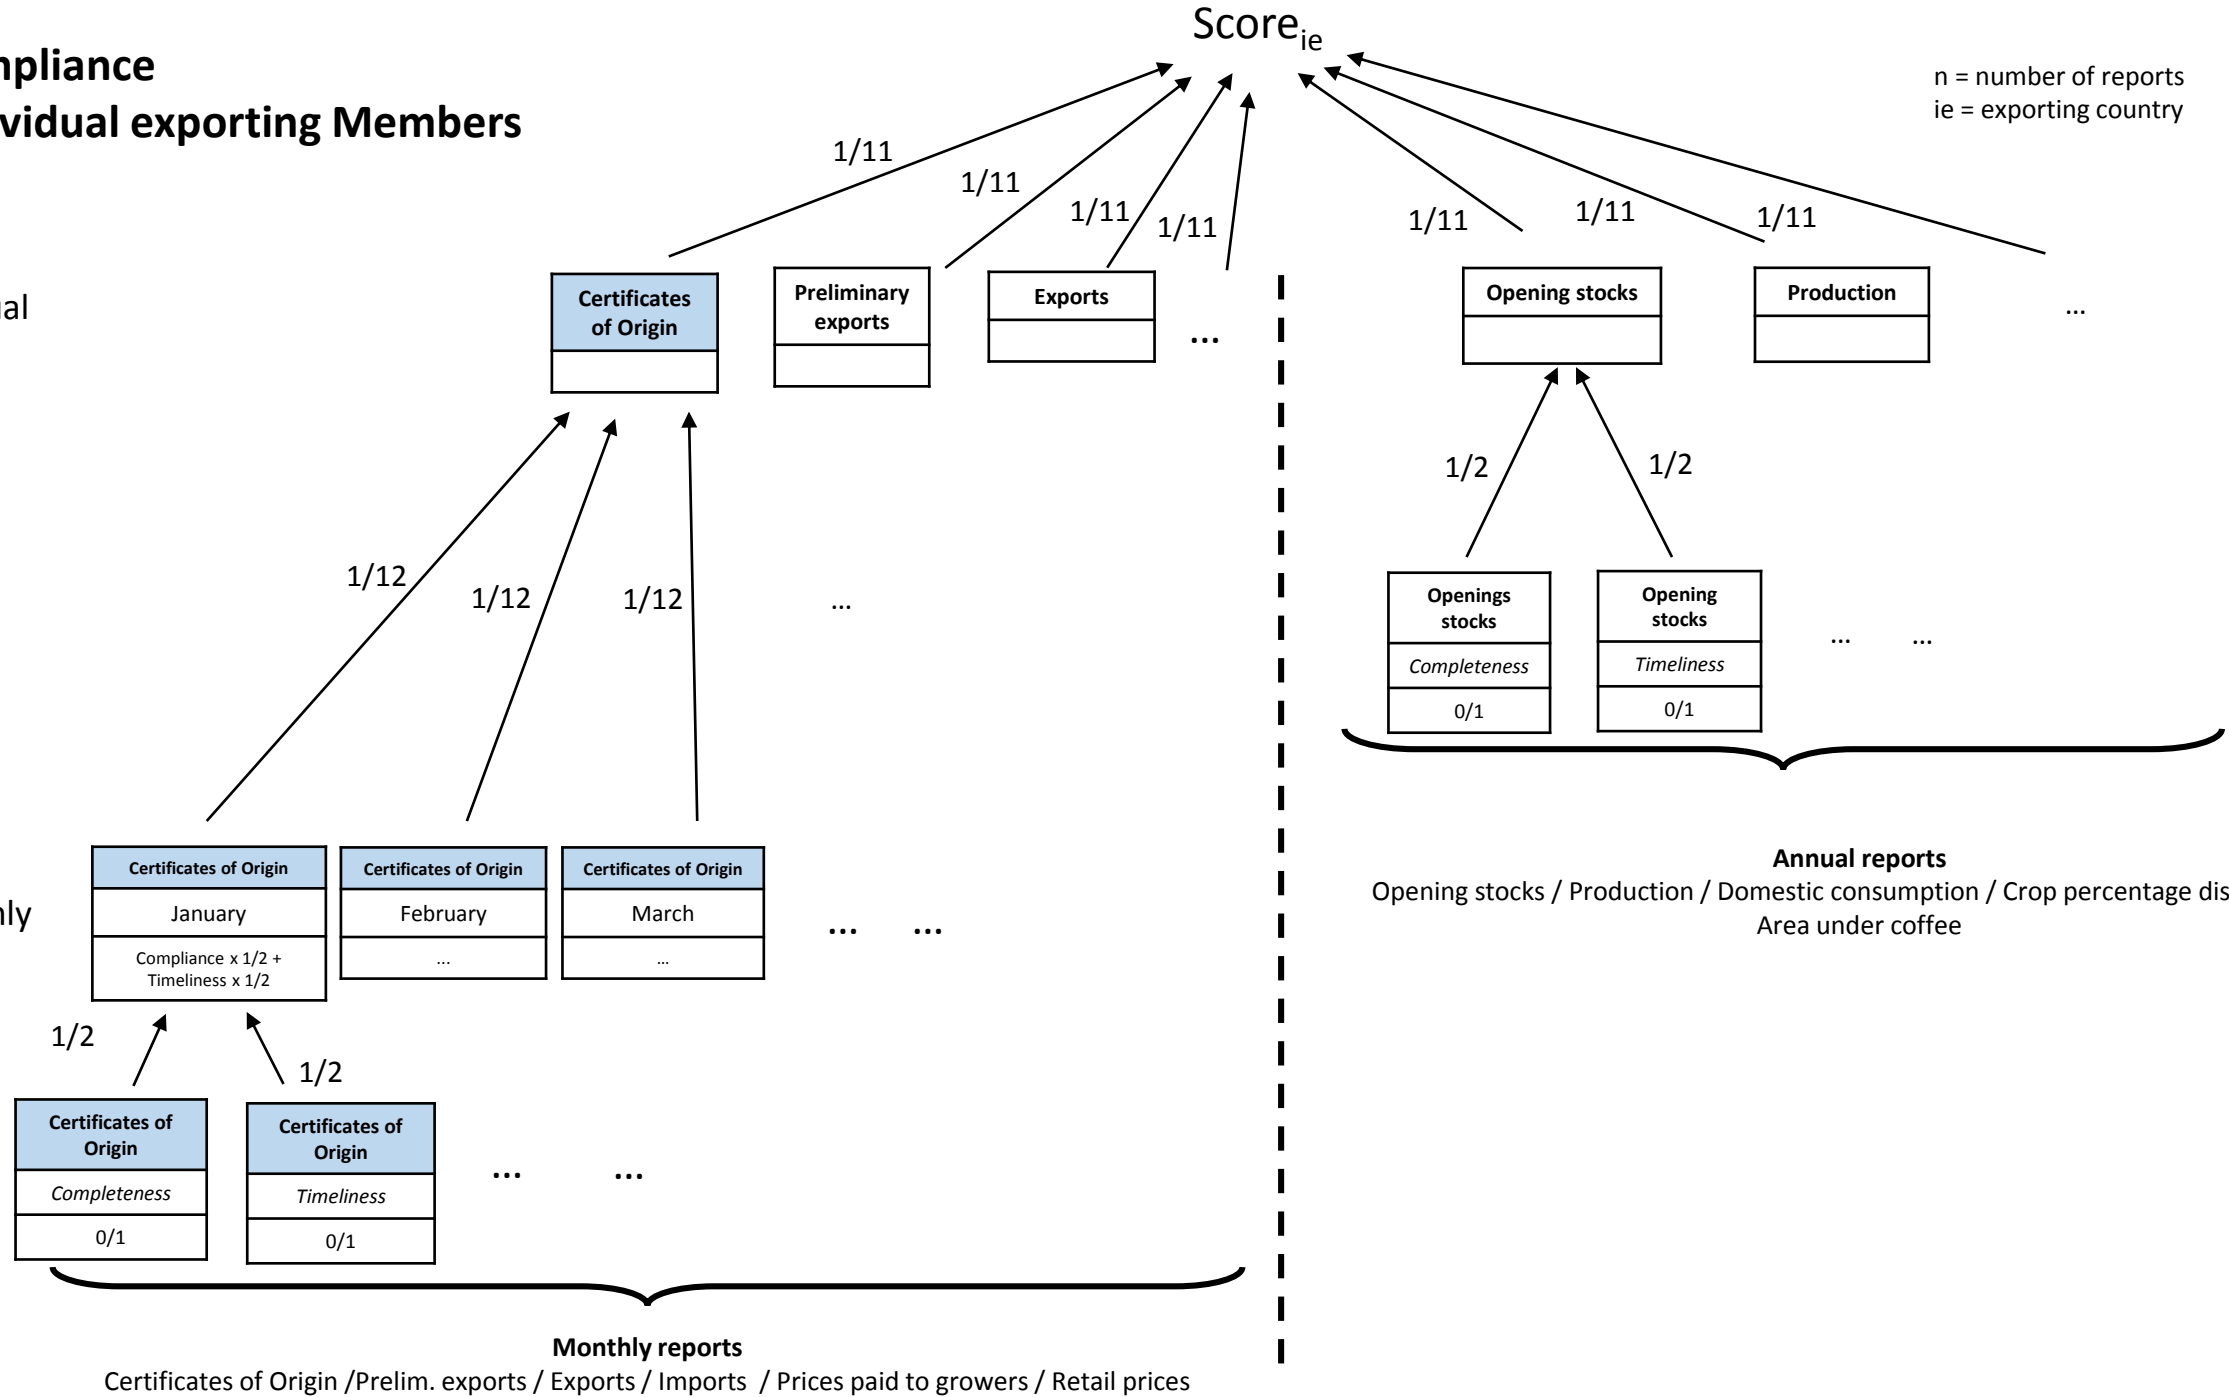 Score_ie
mpliance
vidual exporting Members
n = number of reports
ie = exporting country
1/11
1/11
1/11
1/11
1/11
1/11
1/11
ual
Certificates
of Origin
Preliminary
exports
Exports
...
Opening stocks
Production
...
1/2
1/2
1/12
1/12
1/12
...
Openings
stocks
Completeness
0/1
Opening
stocks
Timeliness
0/1
...
...
Certificates of Origin
January
Compliance x 1/2 +
Timeliness x 1/2
Certificates of Origin
February
...
Certificates of Origin
March
...
...
...
nly
Annual reports
Opening stocks / Production / Domestic consumption / Crop percentage dis
Area under coffee
1/2
1/2
Certificates of
Origin
Completeness
0/1
Certificates of
Origin
Timeliness
0/1
...
...
Monthly reports
Certificates of Origin /Prelim. exports / Exports / Imports / Prices paid to growers / Retail prices